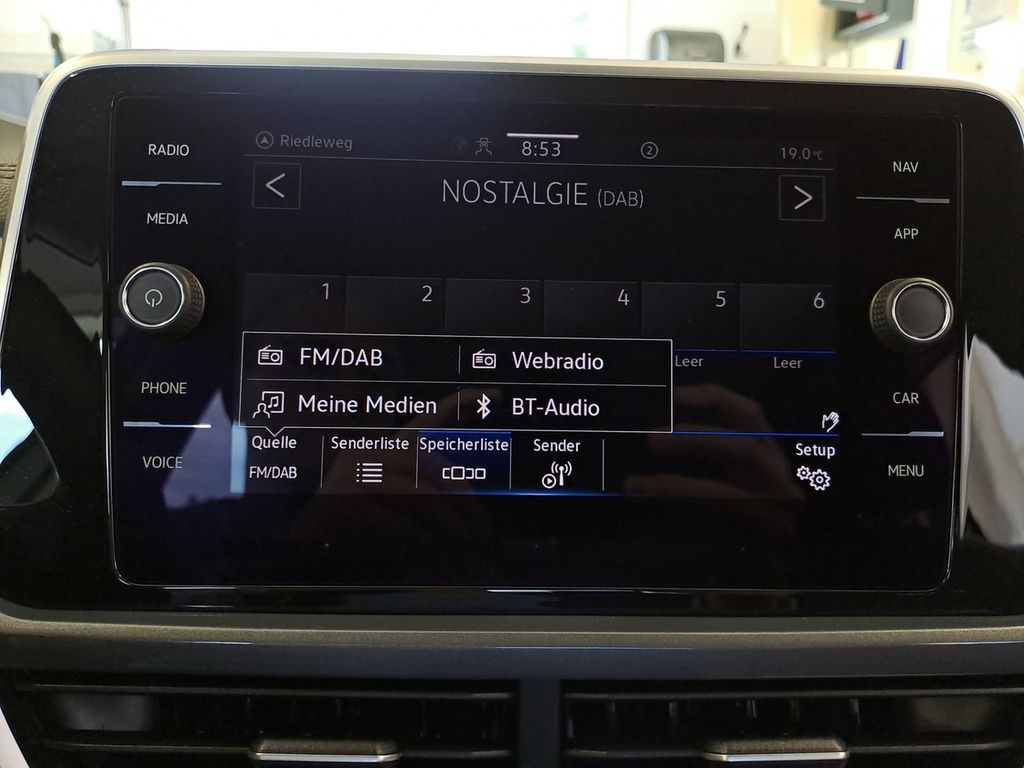 RADIO
MEDIA
PHONE
VOICE
Riedleweg
8:53
2
19.0°C
NOSTALGIE (DAB)
1 2 3 4 5 6
Leer Leer
FM/DAB Webradio
Meine Medien BT-Audio
Quelle Senderliste Speicherliste Sender Setup
FM/DAB
NAV
APP
CAR
MENU